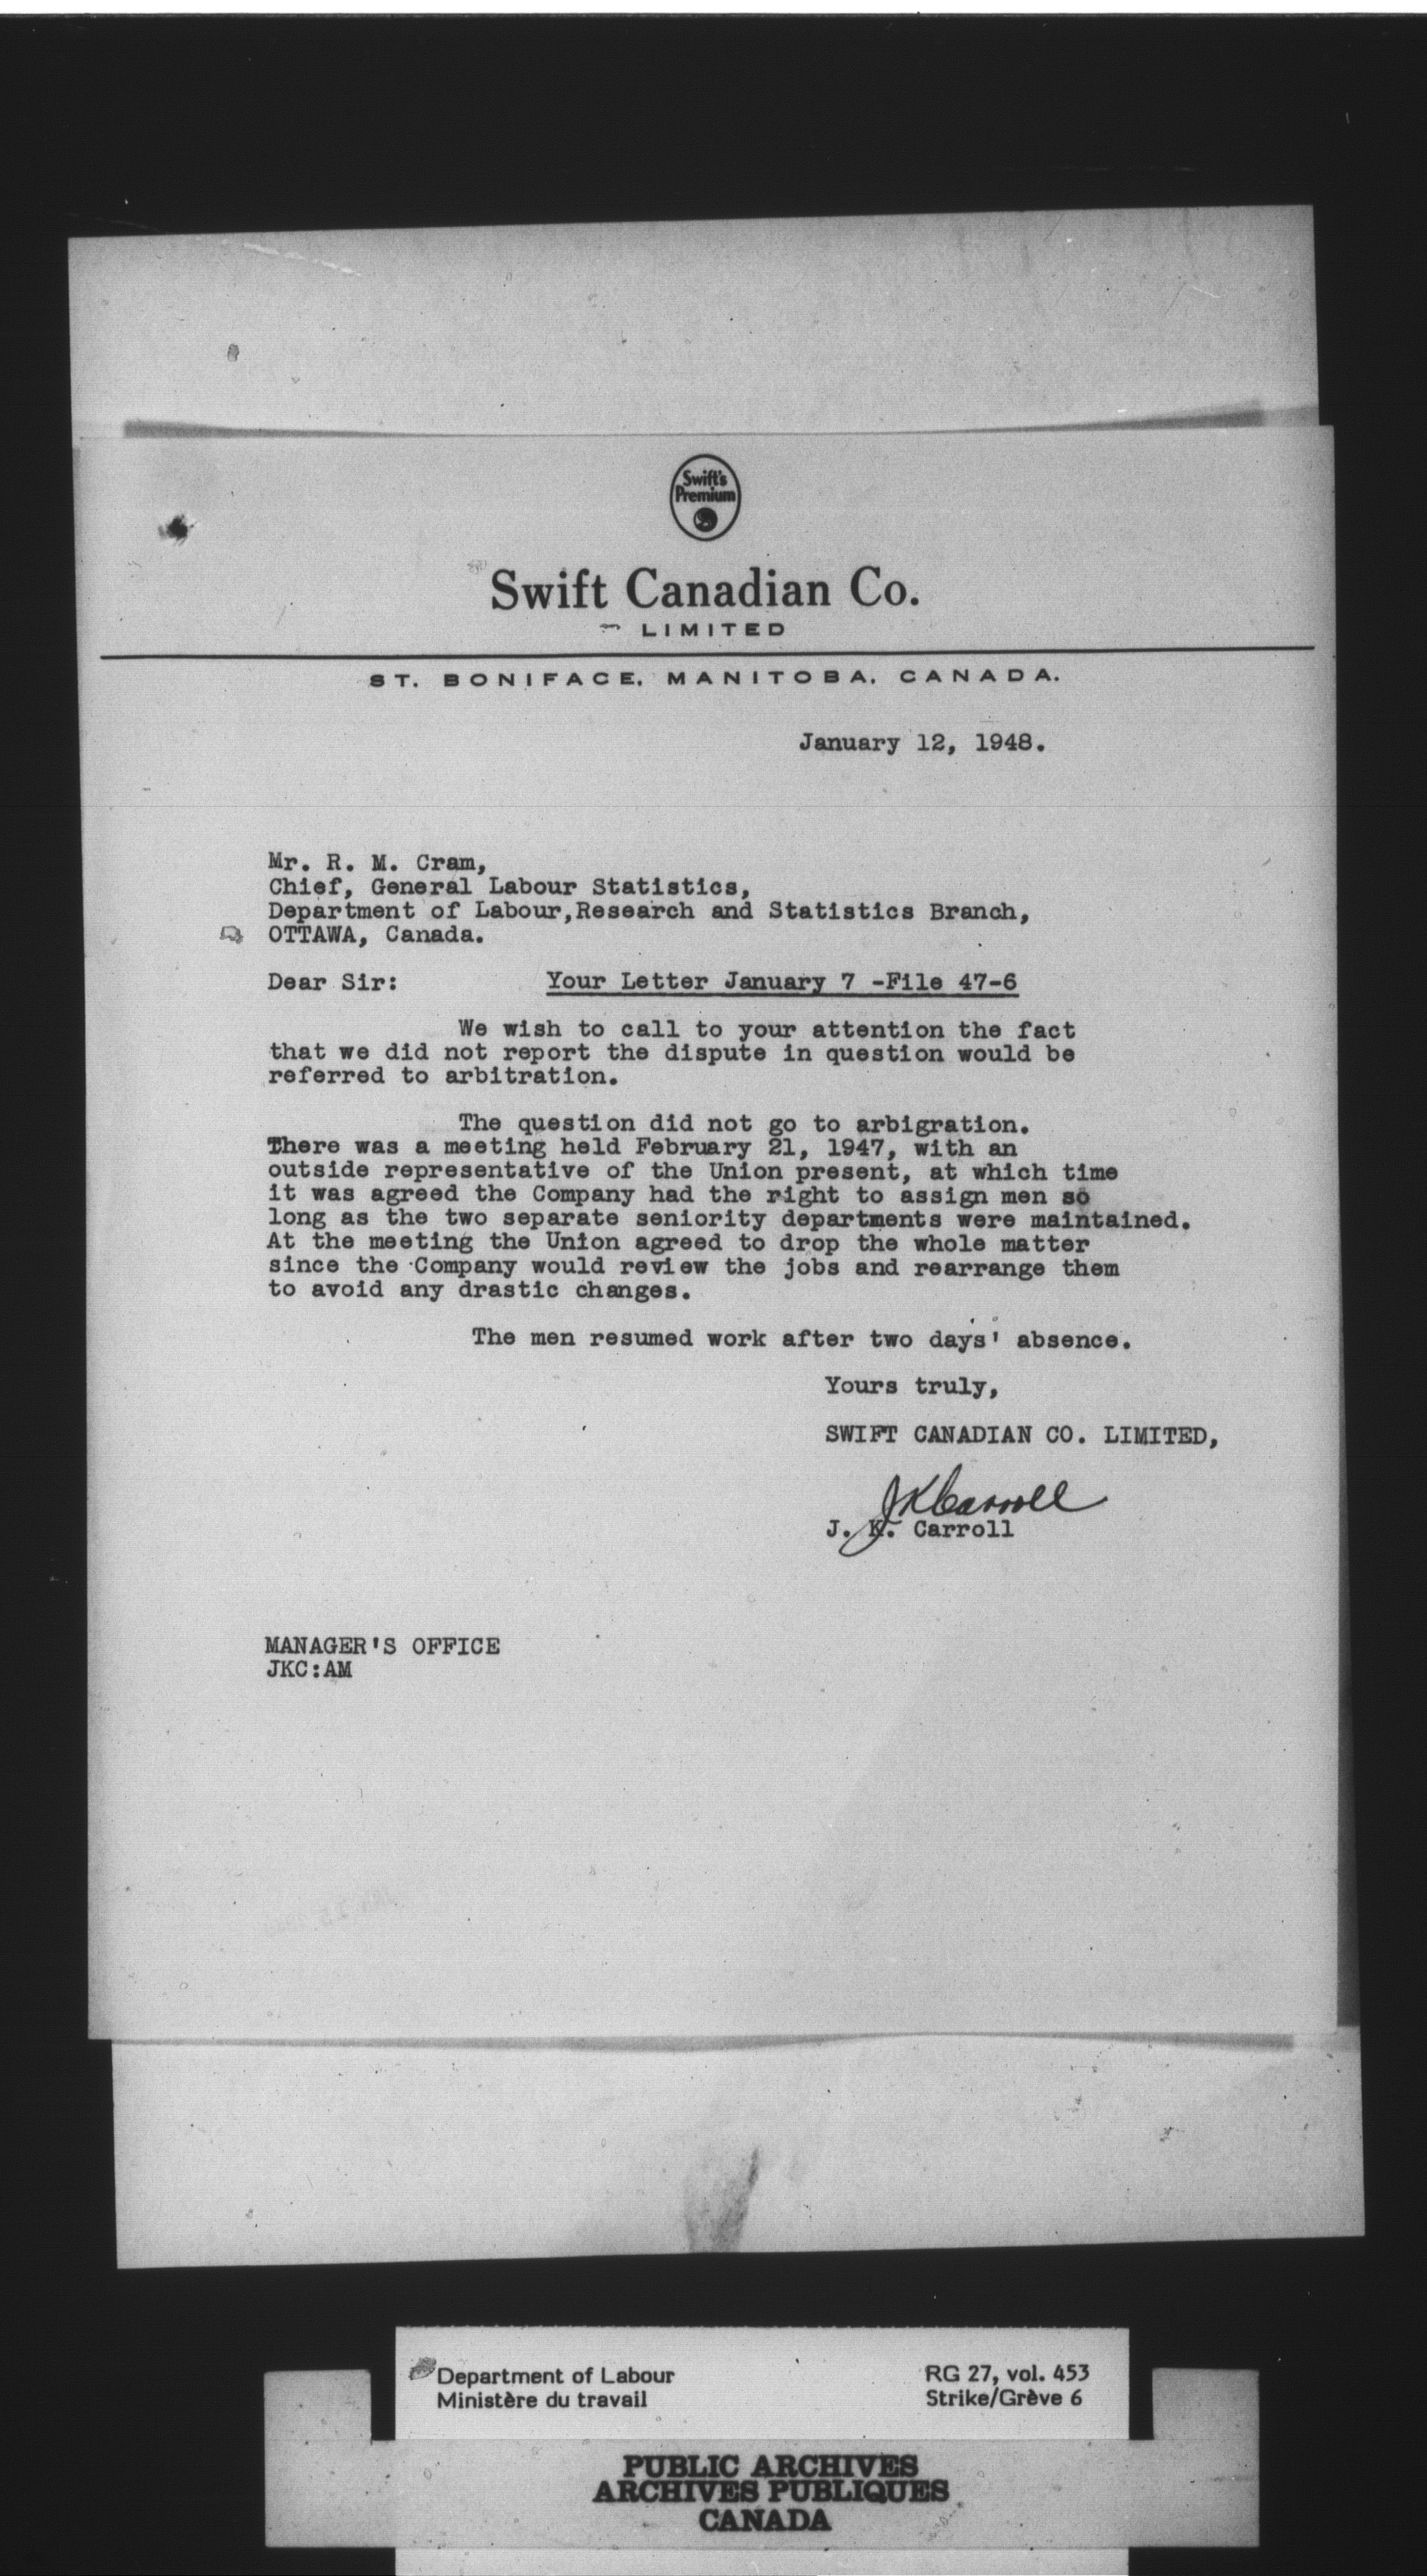 Swift's
Premium
Swift Canadian Co.
LIMITED
ST. BONIFACE, MANITOBA, CANADA.
January 12, 1948.
Mr. R. M. Cram,
Chief, General Labour Statistics,
Department of Labour,Research and Statistics Branch,
OTTAWA, Canada.
Dear Sir: Your Letter January 7 -File 47-6
We wish to call to your attention the fact
that we did not report the dispute in question would be
referred to arbitration.
The question did not go to arbigration.
There was a meeting held February 21, 1947, with an
outside representative of the Union present, at which time
it was agreed the Company had the right to assign men so
long as the two separate seniority departments were maintained.
At the meeting the Union agreed to drop the whole matter
since the Company would review the jobs and rearrange them
to avoid any drastic changes.
The men resumed work after two days' absence.
Yours truly,
SWIFT CANADIAN CO. LIMITED,
JKCarroll
J. K. Carroll
MANAGER'S OFFICE
JKC:AM
Department of Labour RG 27, vol. 453
Ministère du travail Strike/Grève 6
PUBLIC ARCHIVES
ARCHIVES PUBLIQUES
CANADA